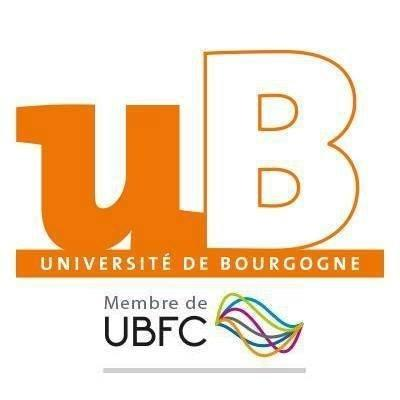 uB
UNIVERSITÉ DE BOURGOGNE
Membre de
UBFC